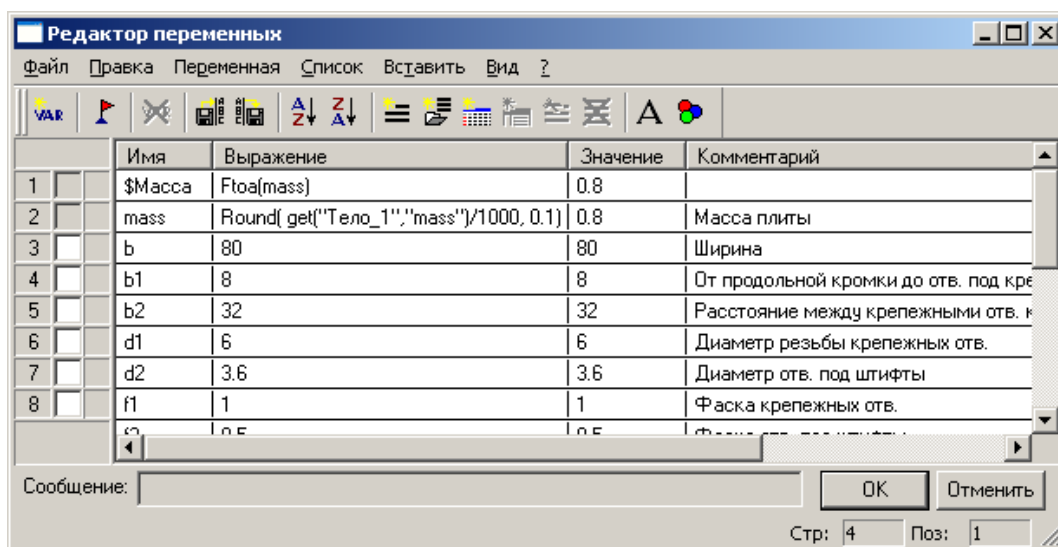 Редактор переменных
Файл Правка Переменная Список Вставить Вид ?
VAR
Имя Выражение Значение Комментарий
1 $Масса Ftoa(mass) 0.8
2 mass Round( get("Тело_1","mass")/1000, 0.1) 0.8 Масса плиты
3 b 80 80 Ширина
4 b1 8 8 От продольной кромки до отв. под кре
5 b2 32 32 Расстояние между крепежными отв. к
6 d1 6 6 Диаметр резьбы крепежных отв.
7 d2 3.6 3.6 Диаметр отв. под штифты
8 f1 1 1 Фаска крепежных отв.
Сообщение: OK Отменить
Стр: 4 Поз: 1